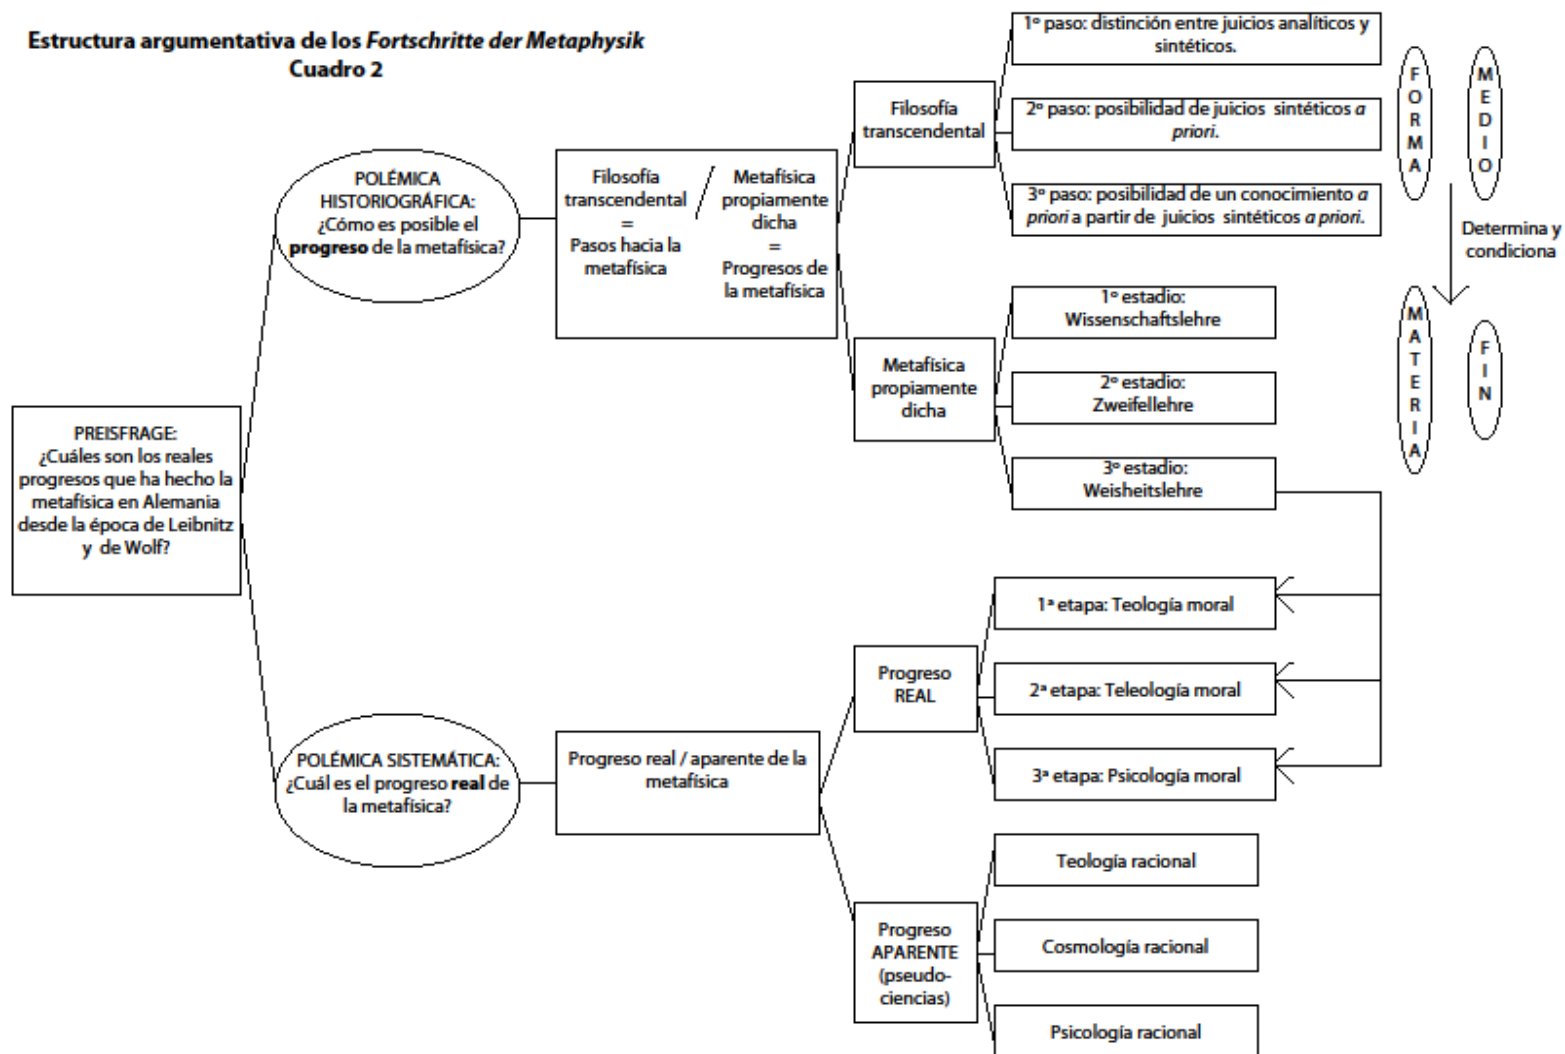 Estructura argumentativa de los Fortschritte der Metaphysik
Cuadro 2
PREISFRAGE:
¿Cuáles son los reales
progresos que ha hecho la
metafísica en Alemania
desde la época de Leibnitz
y de Wolf?
POLÉMICA
HISTORIOGRÁFICA:
¿Cómo es posible el
progreso de la metafísica?
Filosofía
transcendental
=
Pasos hacia la
metafísica
/
Metafísica
propiamente
dicha
=
Progresos de
la metafísica
Filosofía
transcendental
1º paso: distinción entre juicios analíticos y
sintéticos.
2º paso: posibilidad de juicios sintéticos a
priori.
3º paso: posibilidad de un conocimiento a
priori a partir de juicios sintéticos a priori.
FORMA
MEDIO
Determina y
condiciona
MATERIA
FIN
Metafísica
propiamente
dicha
1º estadio:
Wissenschaftslehre
2º estadio:
Zweifellehre
3º estadio:
Weisheitslehre
POLÉMICA SISTEMÁTICA:
¿Cuál es el progreso real de
la metafísica?
Progreso real / aparente de la
metafísica
Progreso
REAL
1ª etapa: Teología moral
2ª etapa: Teleología moral
3ª etapa: Psicología moral
Progreso
APARENTE
(pseudo-
ciencias)
Teología racional
Cosmología racional
Psicología racional